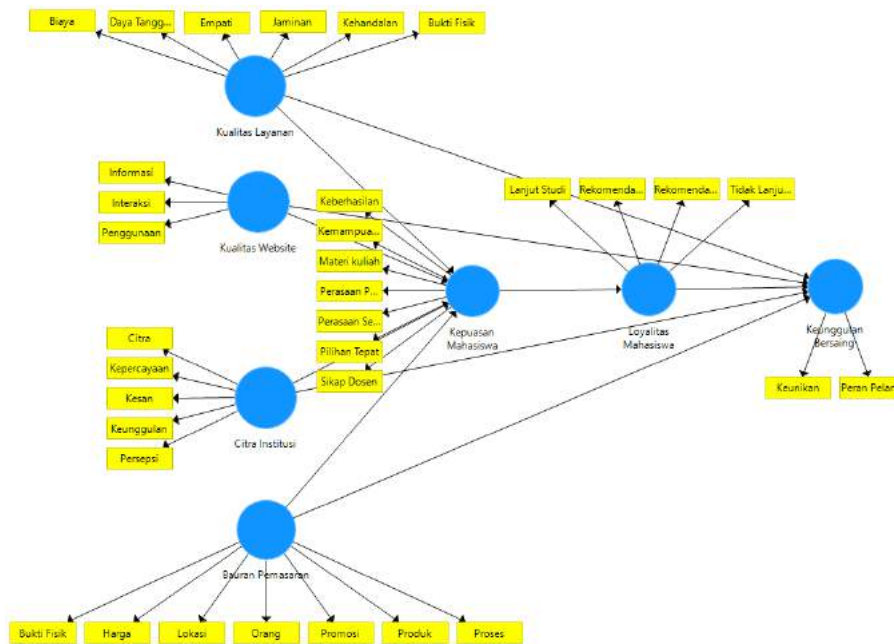 Biaya
Daya Tangg...
Empati
Jaminan
Kehandalan
Bukti Fisik
Kualitas Layanan
Informasi
Interaksi
Penggunaan
Kualitas Website
Keberhasilan
Kemampua...
Materi kuliah
Perasaan P...
Perasaan Se...
Pilihan Tepat
Sikap Dosen
Kepuasan
Mahasiswa
Lanjut Studi
Rekomenda...
Rekomenda...
Tidak Lanju...
Loyalitas
Mahasiswa
Keunggulan
Bersaing
Keunikan
Peran Pelan
Citra
Kepercayaan
Kesan
Keunggulan
Persepsi
Citra Institusi
Bauran Pemasaran
Bukti Fisik
Harga
Lokasi
Orang
Promosi
Produk
Proses